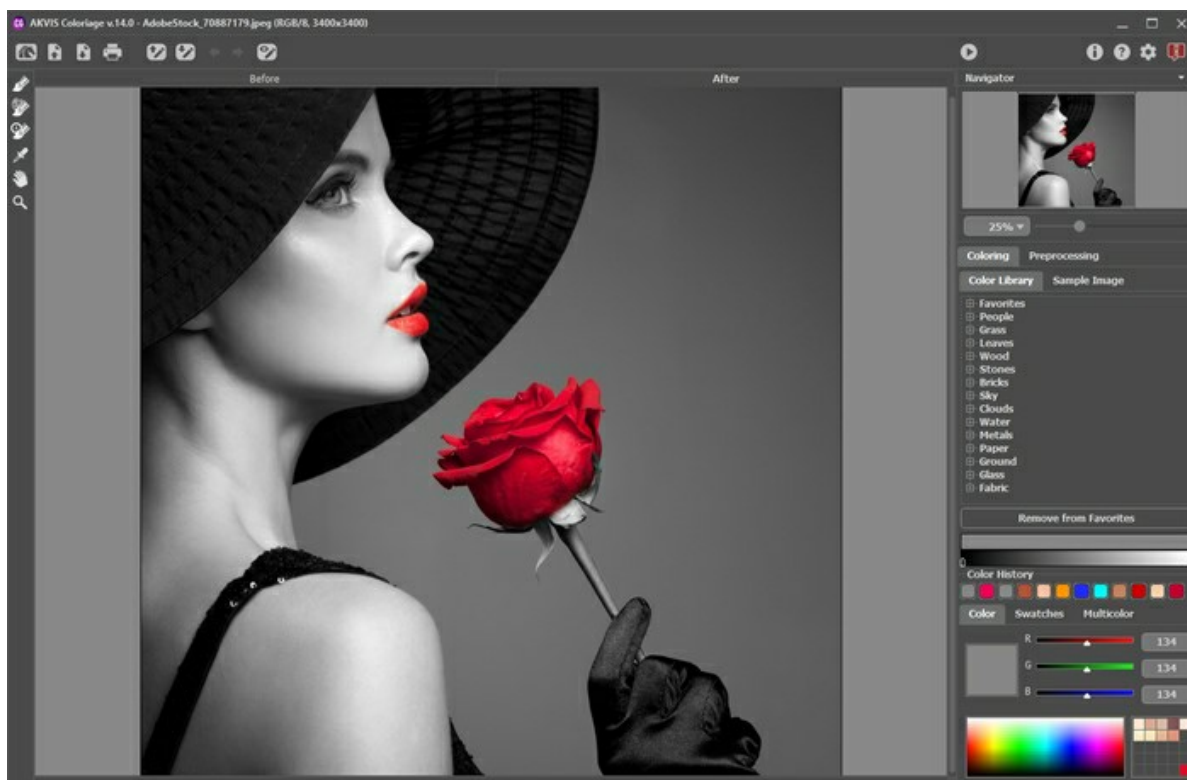 AKVIS Coloriage v.14.0 - AdobeStock_70887179.jpeg (RGB/8, 3400x3400)
Before After
Navigator
25%
Coloring Preprocessing
Color Library Sample Image
Favorites
People
Grass
Leaves
Wood
Stones
Bricks
Sky
Clouds
Water
Metals
Paper
Ground
Glass
Fabric
Remove from Favorites
Color History
Color Swatches Multicolor
R 134
G 134
B 134